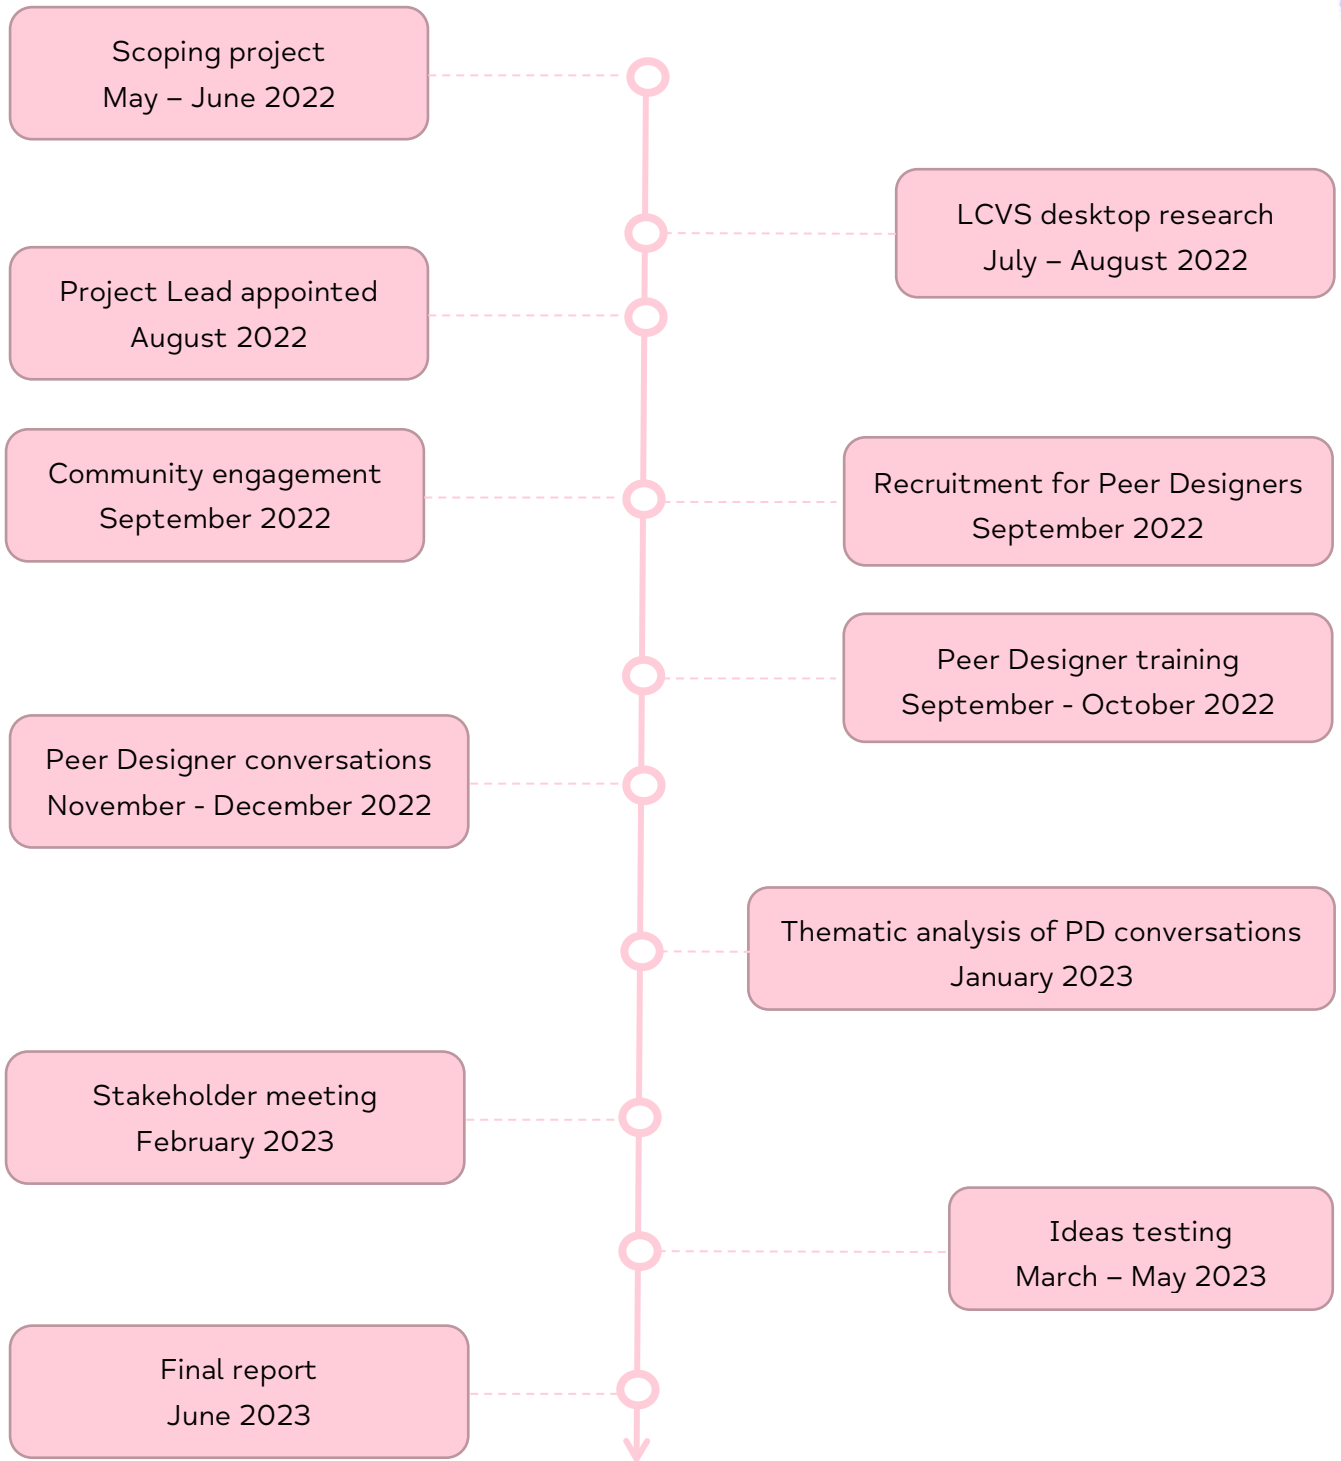 Scoping project
May – June 2022
LCVS desktop research
July – August 2022
Project Lead appointed
August 2022
Community engagement
September 2022
Recruitment for Peer Designers
September 2022
Peer Designer training
September - October 2022
Peer Designer conversations
November - December 2022
Thematic analysis of PD conversations
January 2023
Stakeholder meeting
February 2023
Ideas testing
March – May 2023
Final report
June 2023